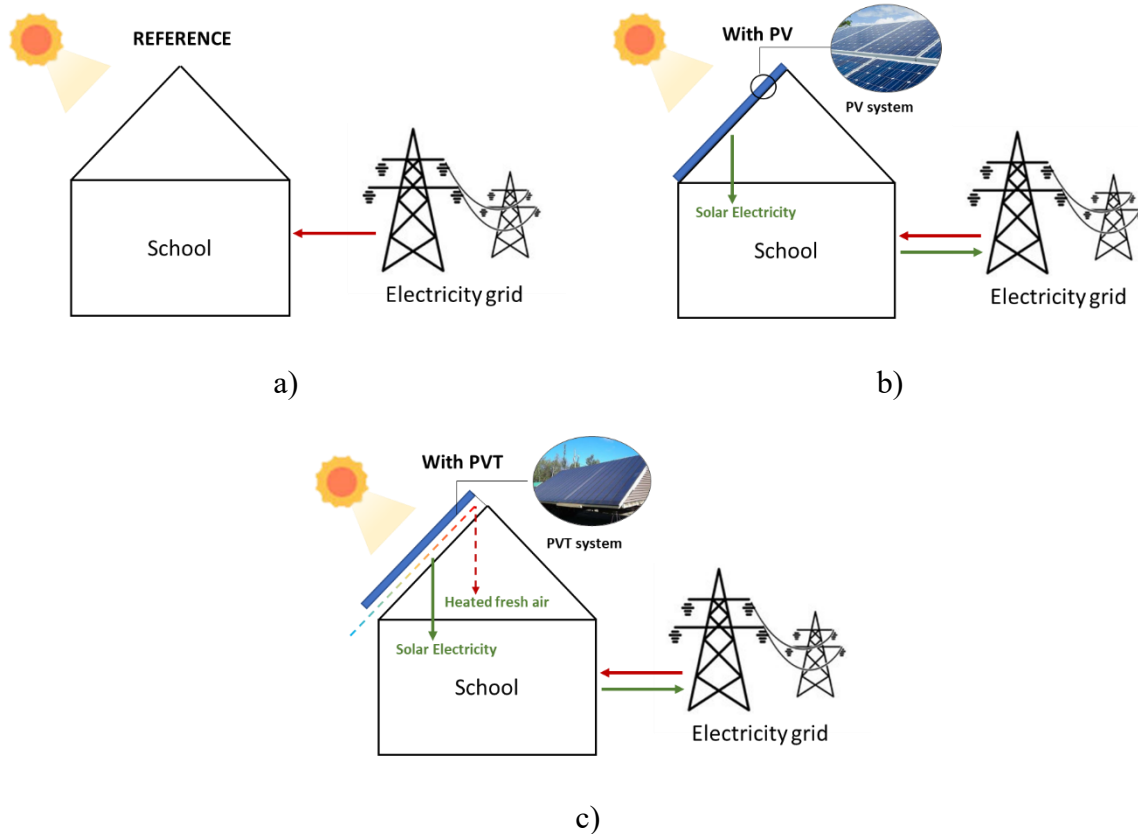 REFERENCE
School
Electricity grid
a)
With PV
PV system
Solar Electricity
School
Electricity grid
b)
With PVT
PVT system
Heated fresh air
Solar Electricity
School
Electricity grid
c)